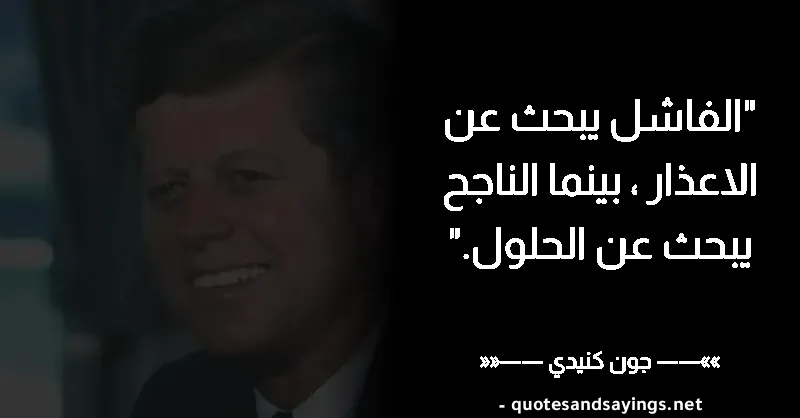 "الفاشل يبحث عن
الاعذار ، بينما الناجح
يبحث عن الحلول."
»»—— جون كنيدي ——««
- quotesandsayings.net